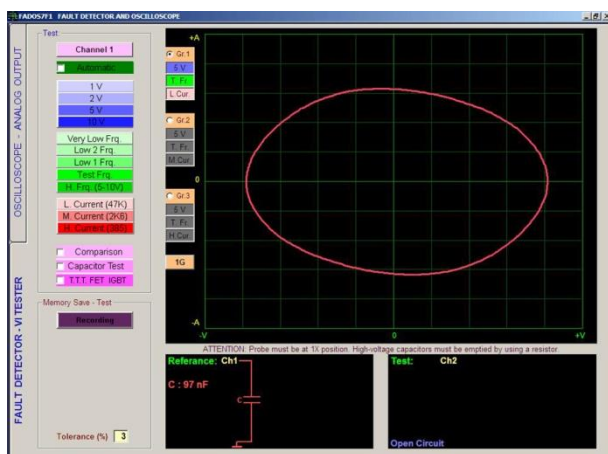 FADOS7F1 FAULT DETECTOR AND OSCILLOSCOPE
OSCILLOSCOPE - ANALOG OUTPUT
FAULT DETECTOR - VI TESTER
Test
Channel 1
Automatic
1 V
2 V
5 V
10 V
Very Low Frq.
Low 2 Frq.
Low 1 Frq.
Test Frq.
H. Frq. (5-10V)
L. Current (47K)
M. Current (2K6)
H. Current (385)
Comparison
Capacitor Test
T.T.T. FET IGBT
Memory Save - Test
Recording
Tolerance (%) 3
Gr.1
5 V
T. Fr
L.Cur
Gr.2
5 V
T. Fr
M.Cur
Gr.3
5 V
T. Fr
H.Cur
1G
+A
0
-A
-V
0
+V
ATTENTION: Probe must be at 1X position. High-voltage capacitors must be emptied by using a resistor
Referance: Ch1
C : 97 nF
C
Test: Ch2
Open Circuit